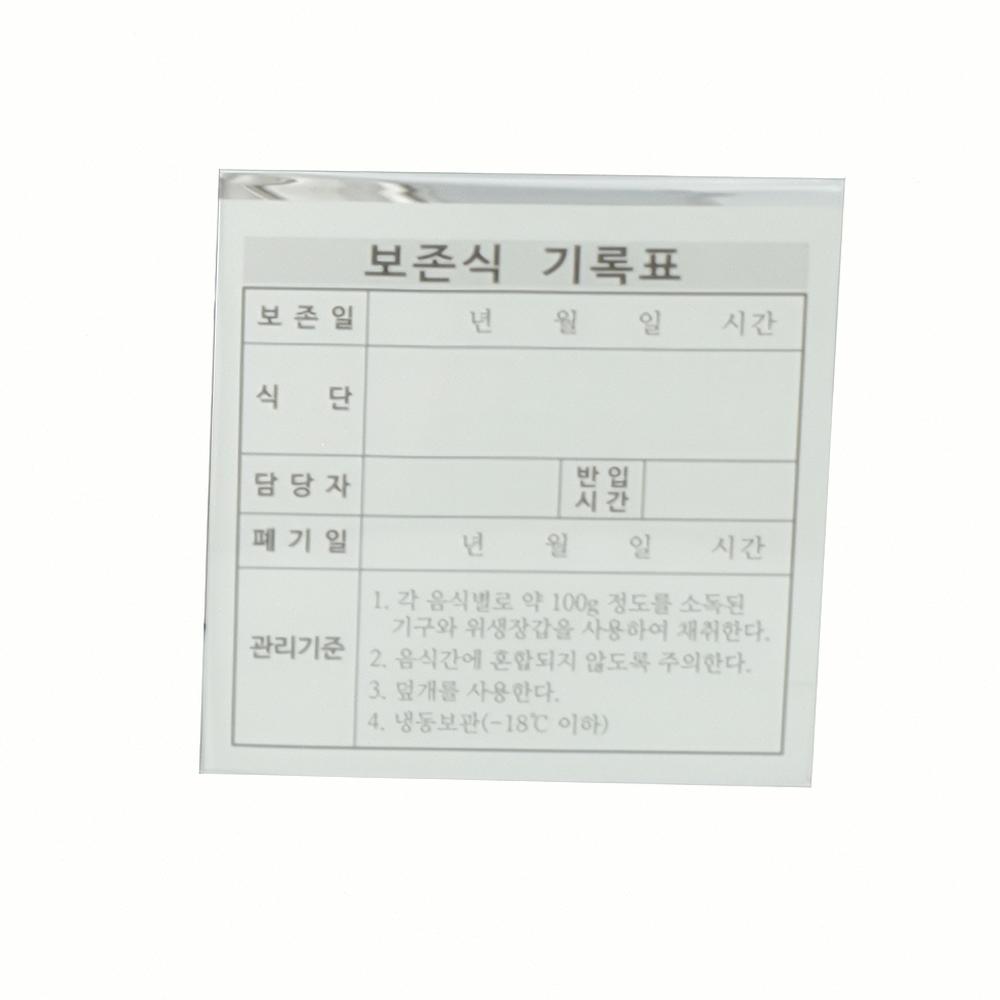 보존식 기록표
보존일 년 월 일 시간
식 단
담당자 반입
시간
폐기일 년 월 일 시간
관리기준
1. 각 음식별로 약 100g 정도를 소독된
기구와 위생장갑을 사용하여 채취한다.
2. 음식간에 혼합되지 않도록 주의한다.
3. 덮개를 사용한다.
4. 냉동보관(-18℃ 이하)